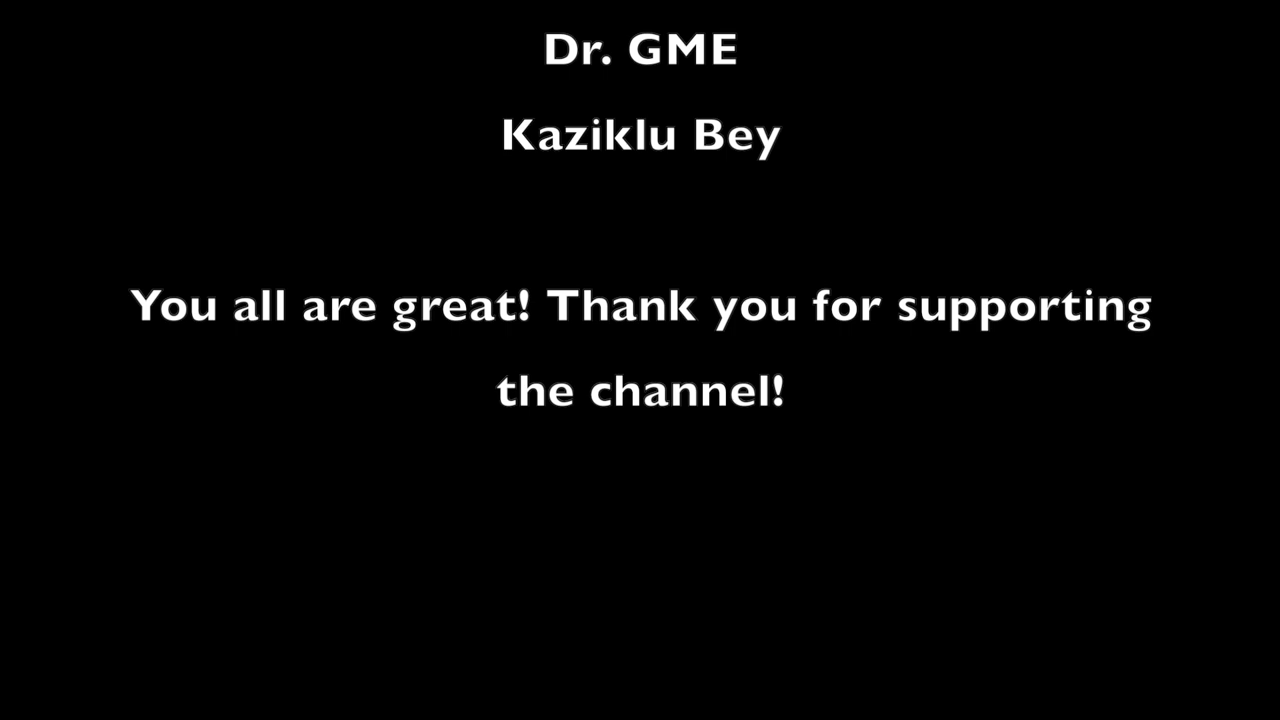 Dr. GME
Kaziklu Bey
You all are great! Thank you for supporting
the channel!